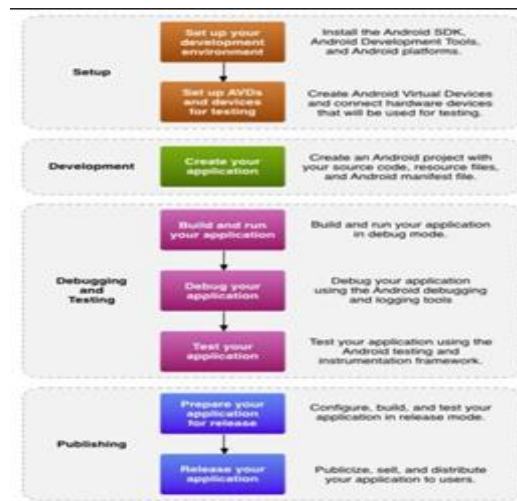 Setup
Set up your
development
environment
Install the Android SDK,
Android Development Tools,
and Android platforms.
Set up AVDs
and devices
for testing
Create Android Virtual Devices
and connect hardware devices
that will be used for testing.
Development
Create your
application
Create an Android project with
your source code, resource files,
and Android manifest file.
Debugging
and
Testing
Build and run
your application
Build and run your application
in debug mode.
Debug your
application
Debug your application
using the Android debugging
and logging tools
Test your
application
Test your application using the
Android testing and
instrumentation framework.
Publishing
Prepare your
application
for release
Configure, build, and test your
application in release mode.
Release your
application
Publicize, sell, and distribute
your application to users.